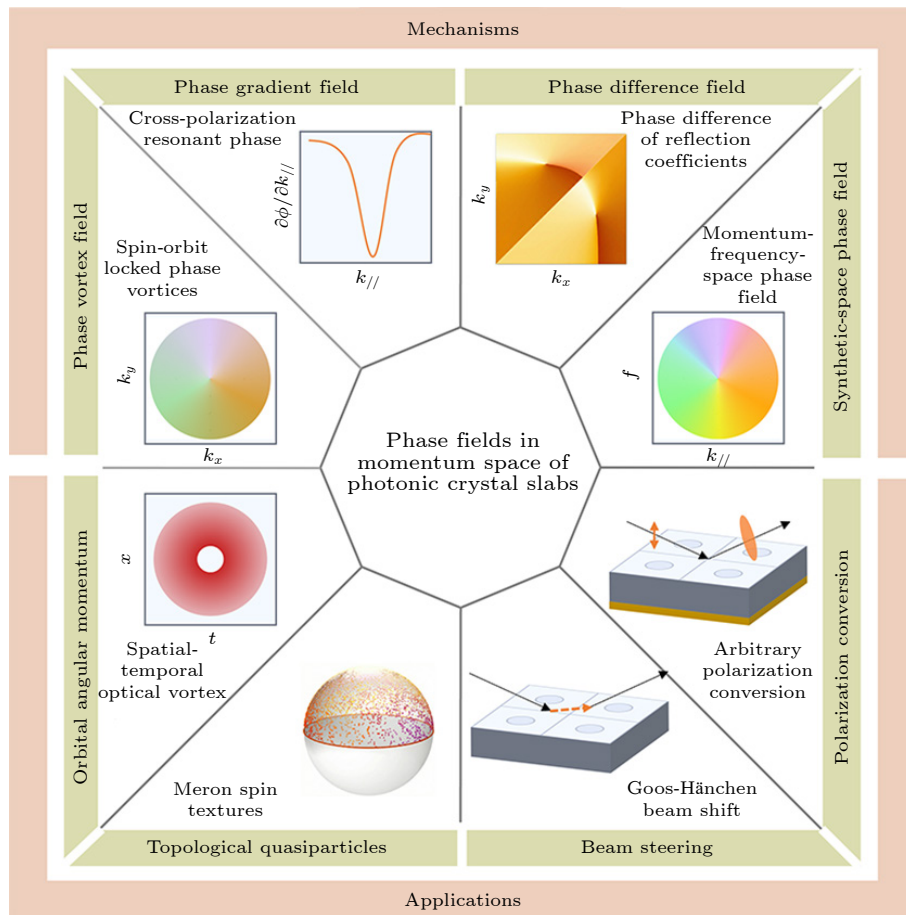 Mechanisms
Phase gradient field
Phase difference field
Cross-polarization
resonant phase
∂ϕ/∂k//
k//
Phase difference
of reflection
coefficients
ky
kx
Phase vortex field
Spin-orbit
locked phase
vortices
ky
kx
Momentum-
frequency-
space phase
field
f
k//
Synthetic-space phase field
Phase fields in
momentum space of
photonic crystal slabs
Orbital angular momentum
x
t
Spatial-
temporal
optical vortex
Arbitrary
polarization
conversion
Polarization conversion
Meron spin
textures
Goos-Hänchen
beam shift
Topological quasiparticles
Beam steering
Applications